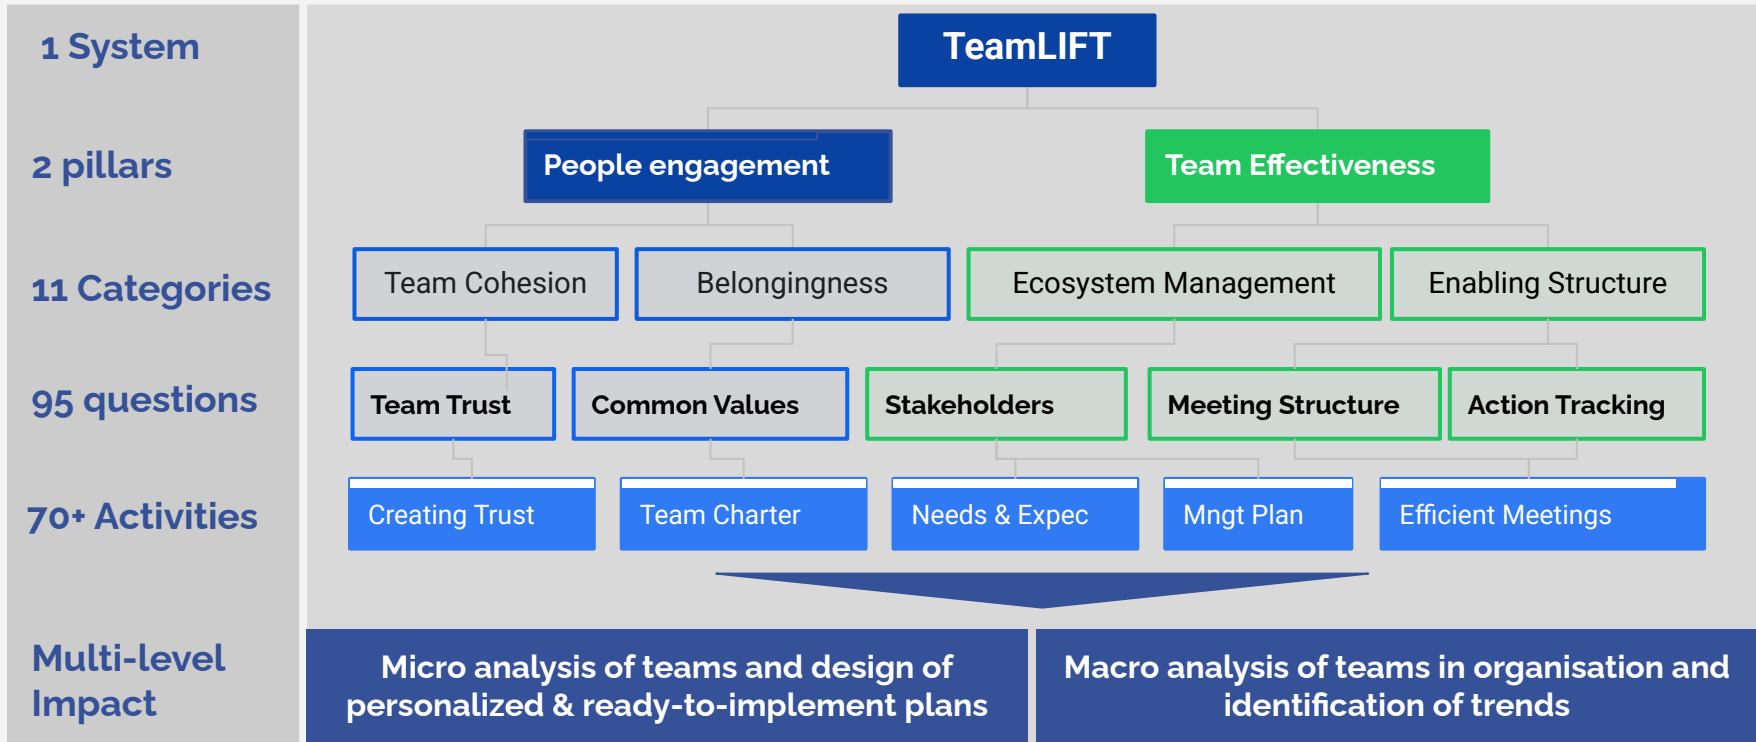 1 System
TeamLIFT
2 pillars
People engagement
Team Effectiveness
11 Categories
Team Cohesion
Belongingness
Ecosystem Management
Enabling Structure
95 questions
Team Trust
Common Values
Stakeholders
Meeting Structure
Action Tracking
70+ Activities
Creating Trust
Team Charter
Needs & Expec
Mngt Plan
Efficient Meetings
Multi-level
Impact
Micro analysis of teams and design of
personalized & ready-to-implement plans
Macro analysis of teams in organisation and
identification of trends